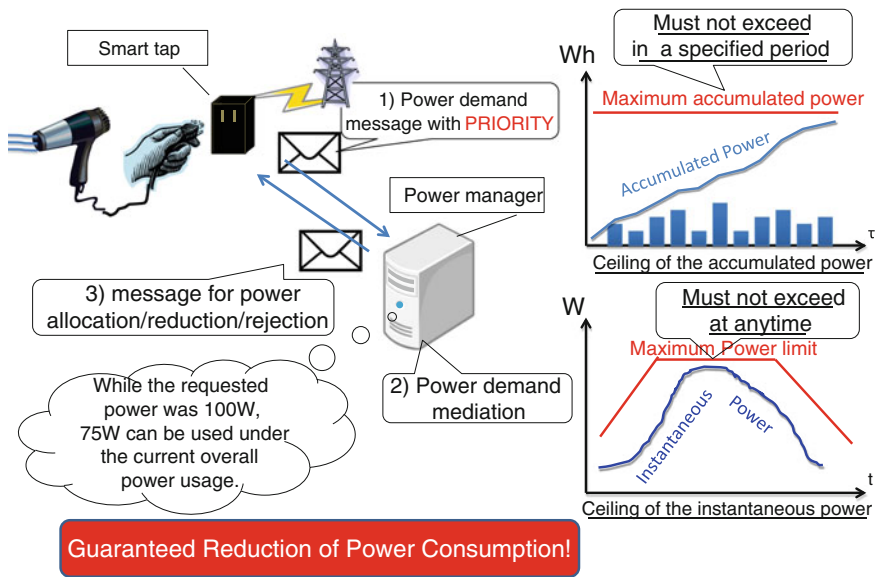 Smart tap
1) Power demand
message with PRIORITY
Power manager
3) message for power
allocation/reduction/rejection
2) Power demand
mediation
While the requested
power was 100W,
75W can be used under
the current overall
power usage.
Must not exceed
in a specified period
Wh
Maximum accumulated power
Accumulated Power
τ
Ceiling of the accumulated power
Must not exceed
at anytime
W
Maximum Power limit
Instantaneous Power
t
Ceiling of the instantaneous power
Guaranteed Reduction of Power Consumption!